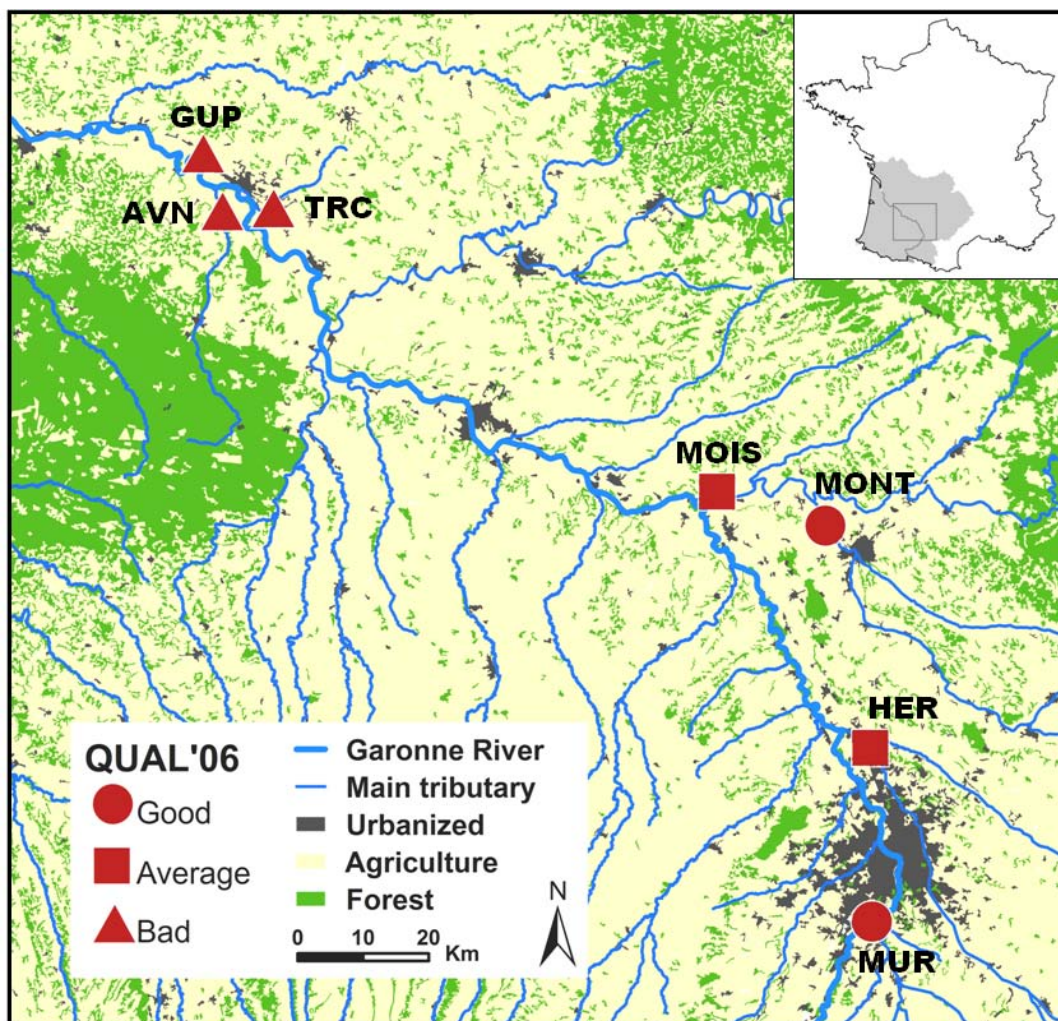 GUP
AVN
TRC
MOIS
MONT
HER
MUR
QUAL'06
Good
Average
Bad
Garonne River
Main tributary
Urbanized
Agriculture
Forest
0 10 20
Km
N